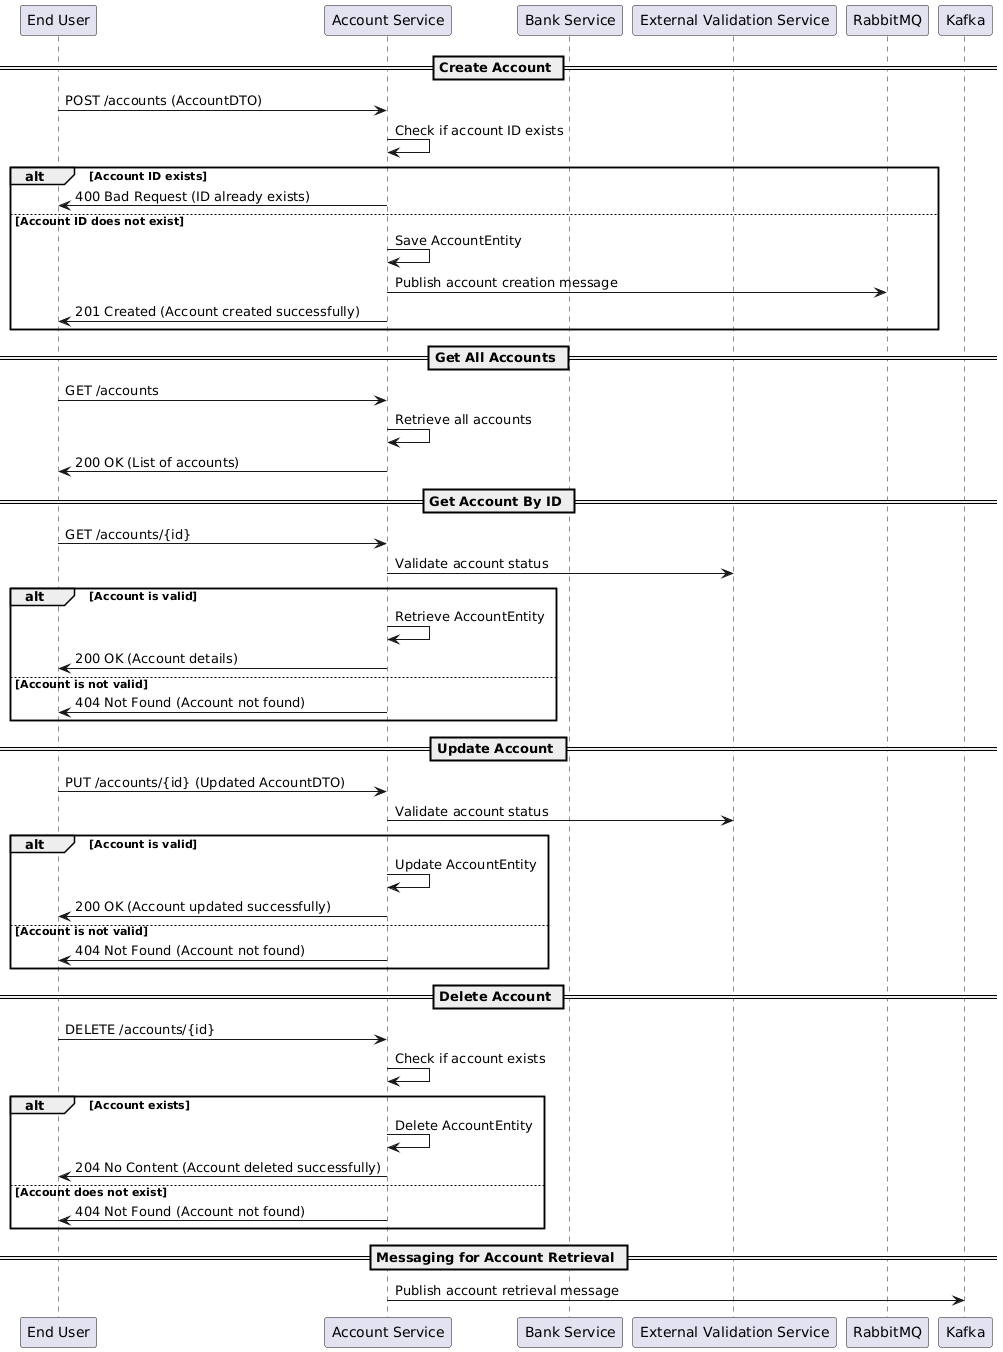 End User
Account Service
Bank Service
External Validation Service
RabbitMQ
Kafka
Create Account
POST /accounts (AccountDTO)
Check if account ID exists
alt
[Account ID exists]
400 Bad Request (ID already exists)
[Account ID does not exist]
Save AccountEntity
Publish account creation message
201 Created (Account created successfully)
Get All Accounts
GET /accounts
Retrieve all accounts
200 OK (List of accounts)
Get Account By ID
GET /accounts/{id}
Validate account status
alt
[Account is valid]
Retrieve AccountEntity
200 OK (Account details)
[Account is not valid]
404 Not Found (Account not found)
Update Account
PUT /accounts/{id} (Updated AccountDTO)
Validate account status
alt
[Account is valid]
Update AccountEntity
200 OK (Account updated successfully)
[Account is not valid]
404 Not Found (Account not found)
Delete Account
DELETE /accounts/{id}
Check if account exists
alt
[Account exists]
Delete AccountEntity
204 No Content (Account deleted successfully)
[Account does not exist]
404 Not Found (Account not found)
Messaging for Account Retrieval
Publish account retrieval message
End User
Account Service
Bank Service
External Validation Service
RabbitMQ
Kafka